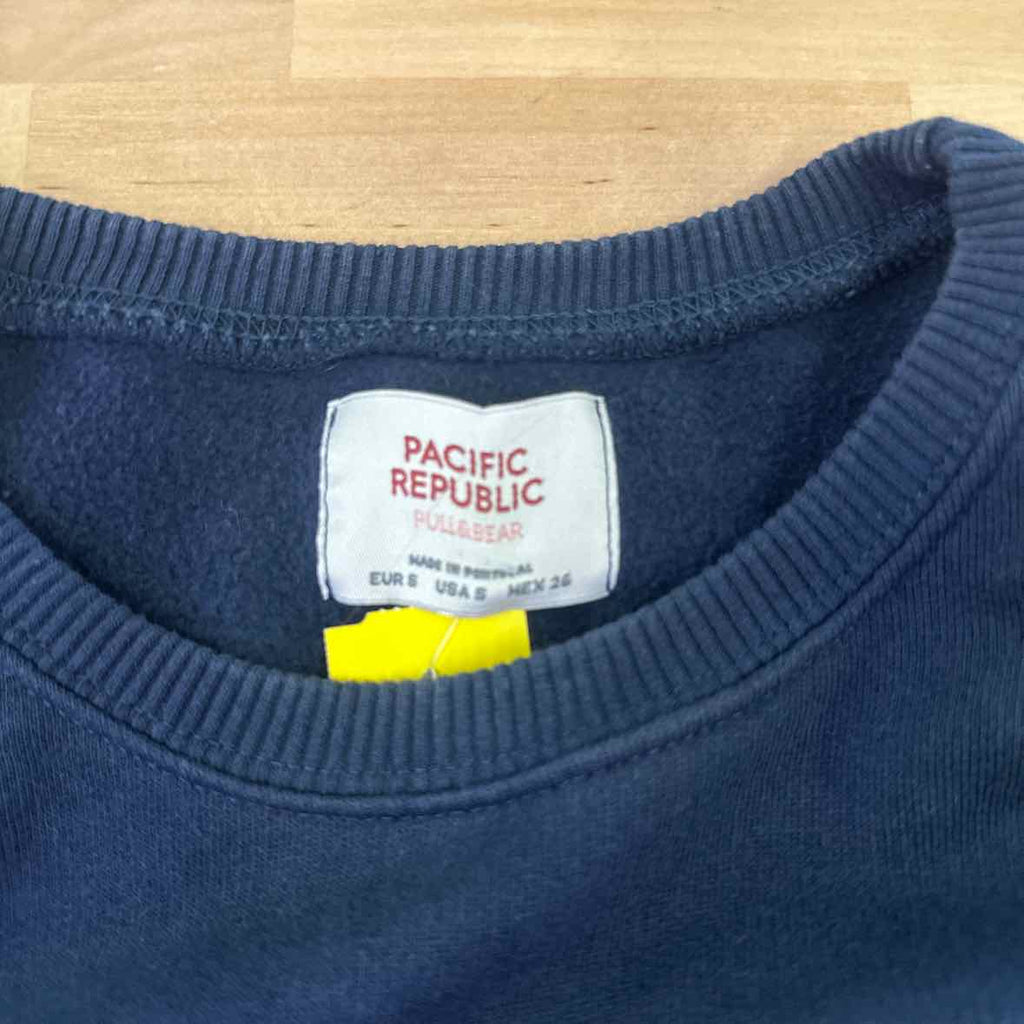 PACIFIC
REPUBLIC
PULL&BEAR
MADE IN PORTUGAL
EUR S USA S MEX 26